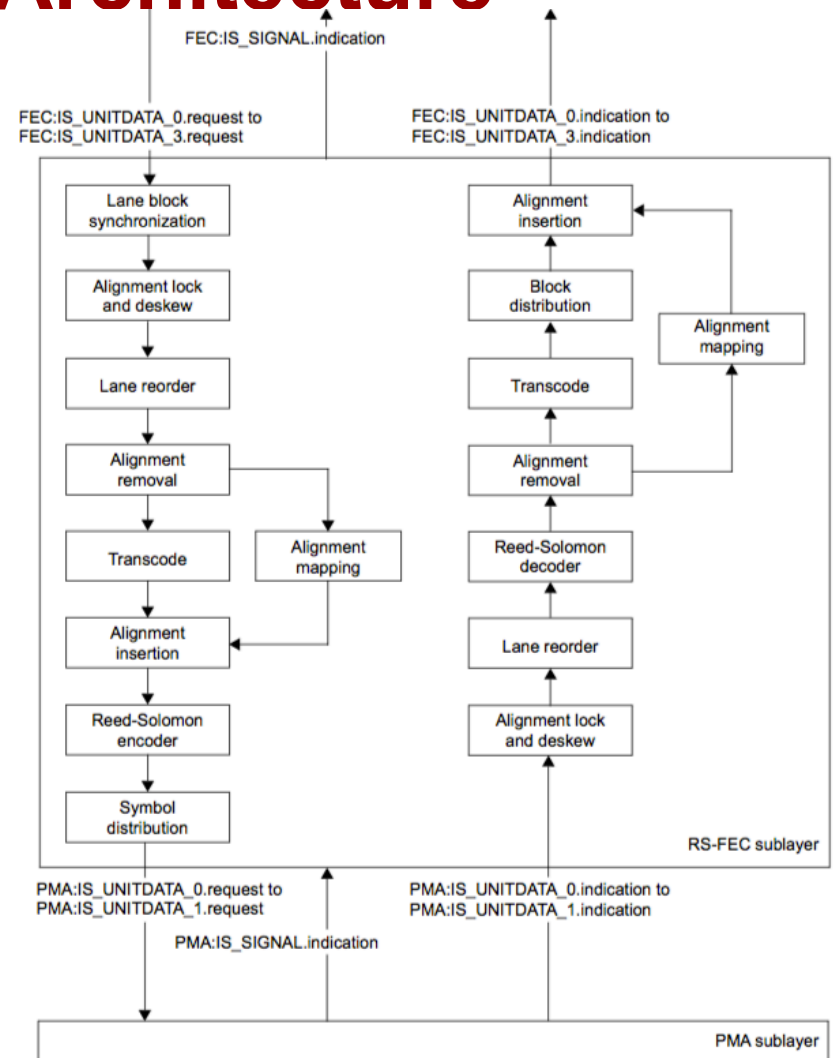 Architecture
FEC:IS_SIGNAL.indication
FEC:IS_UNITDATA_0.request to
FEC:IS_UNITDATA_3.request
FEC:IS_UNITDATA_0.indication to
FEC:IS_UNITDATA_3.indication
Lane block
synchronization
Alignment lock
and deskew
Lane reorder
Alignment
removal
Transcode
Alignment
mapping
Alignment
insertion
Reed-Solomon
encoder
Symbol
distribution
Alignment
insertion
Block
distribution
Alignment
mapping
Transcode
Alignment
removal
Reed-Solomon
decoder
Lane reorder
Alignment lock
and deskew
RS-FEC sublayer
PMA:IS_UNITDATA_0.request to
PMA:IS_UNITDATA_1.request
PMA:IS_SIGNAL.indication
PMA:IS_UNITDATA_0.indication to
PMA:IS_UNITDATA_1.indication
PMA sublayer